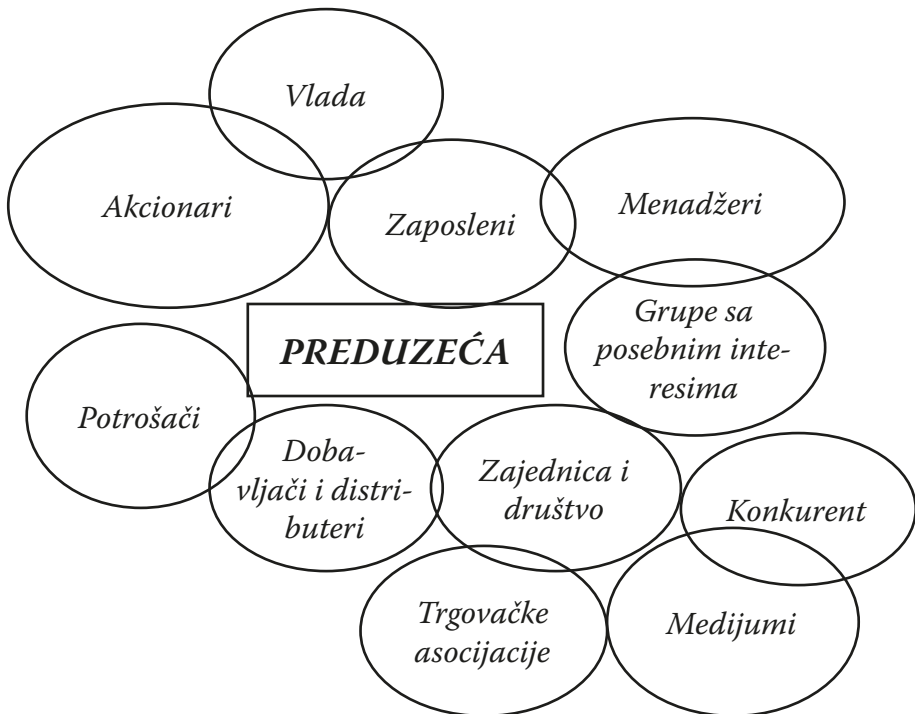 Vlada
Akcionari
Zaposleni
Menadžeri
PREDUZEĆA
Grupe sa
posebnim inte-
resima
Potrošači
Doba-
vljači i distri-
buteri
Zajednica i
društvo
Konkurent
Trgovačke
asocijacije
Medijumi